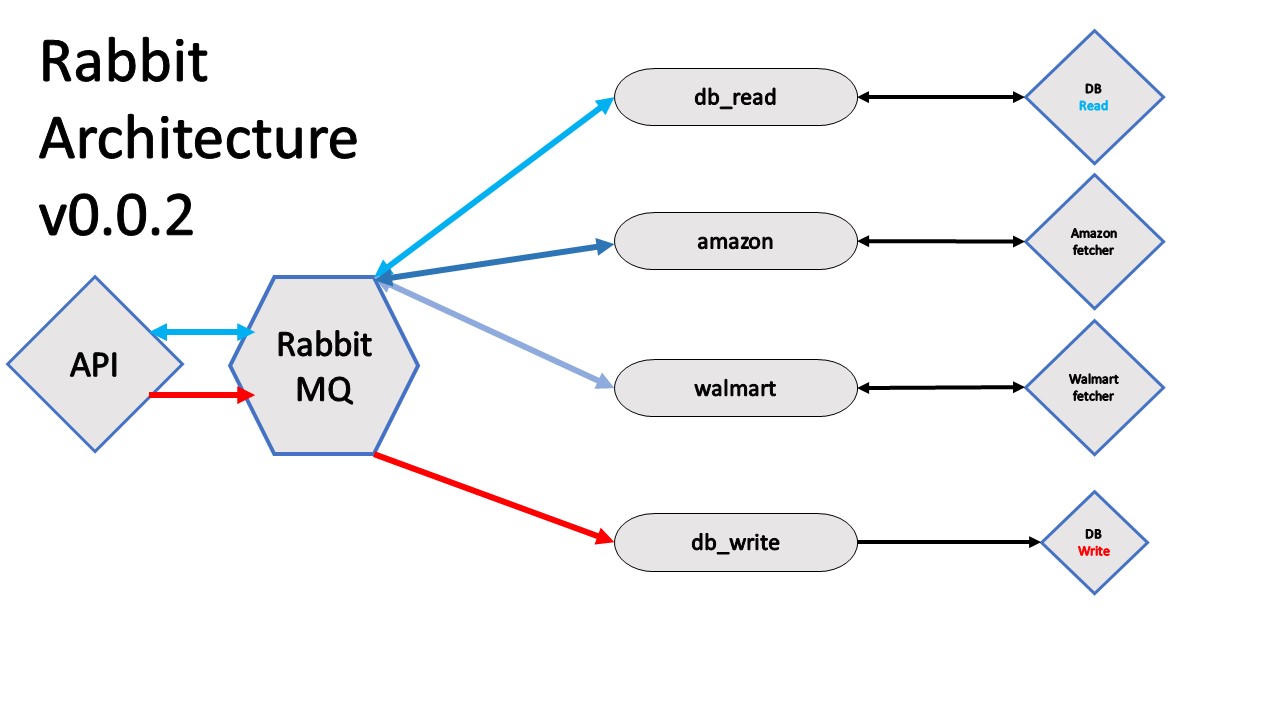 Rabbit
Architecture
v0.0.2
API
Rabbit
MQ
db_read
DB
Read
amazon
Amazon
fetcher
walmart
Walmart
fetcher
db_write
DB
Write